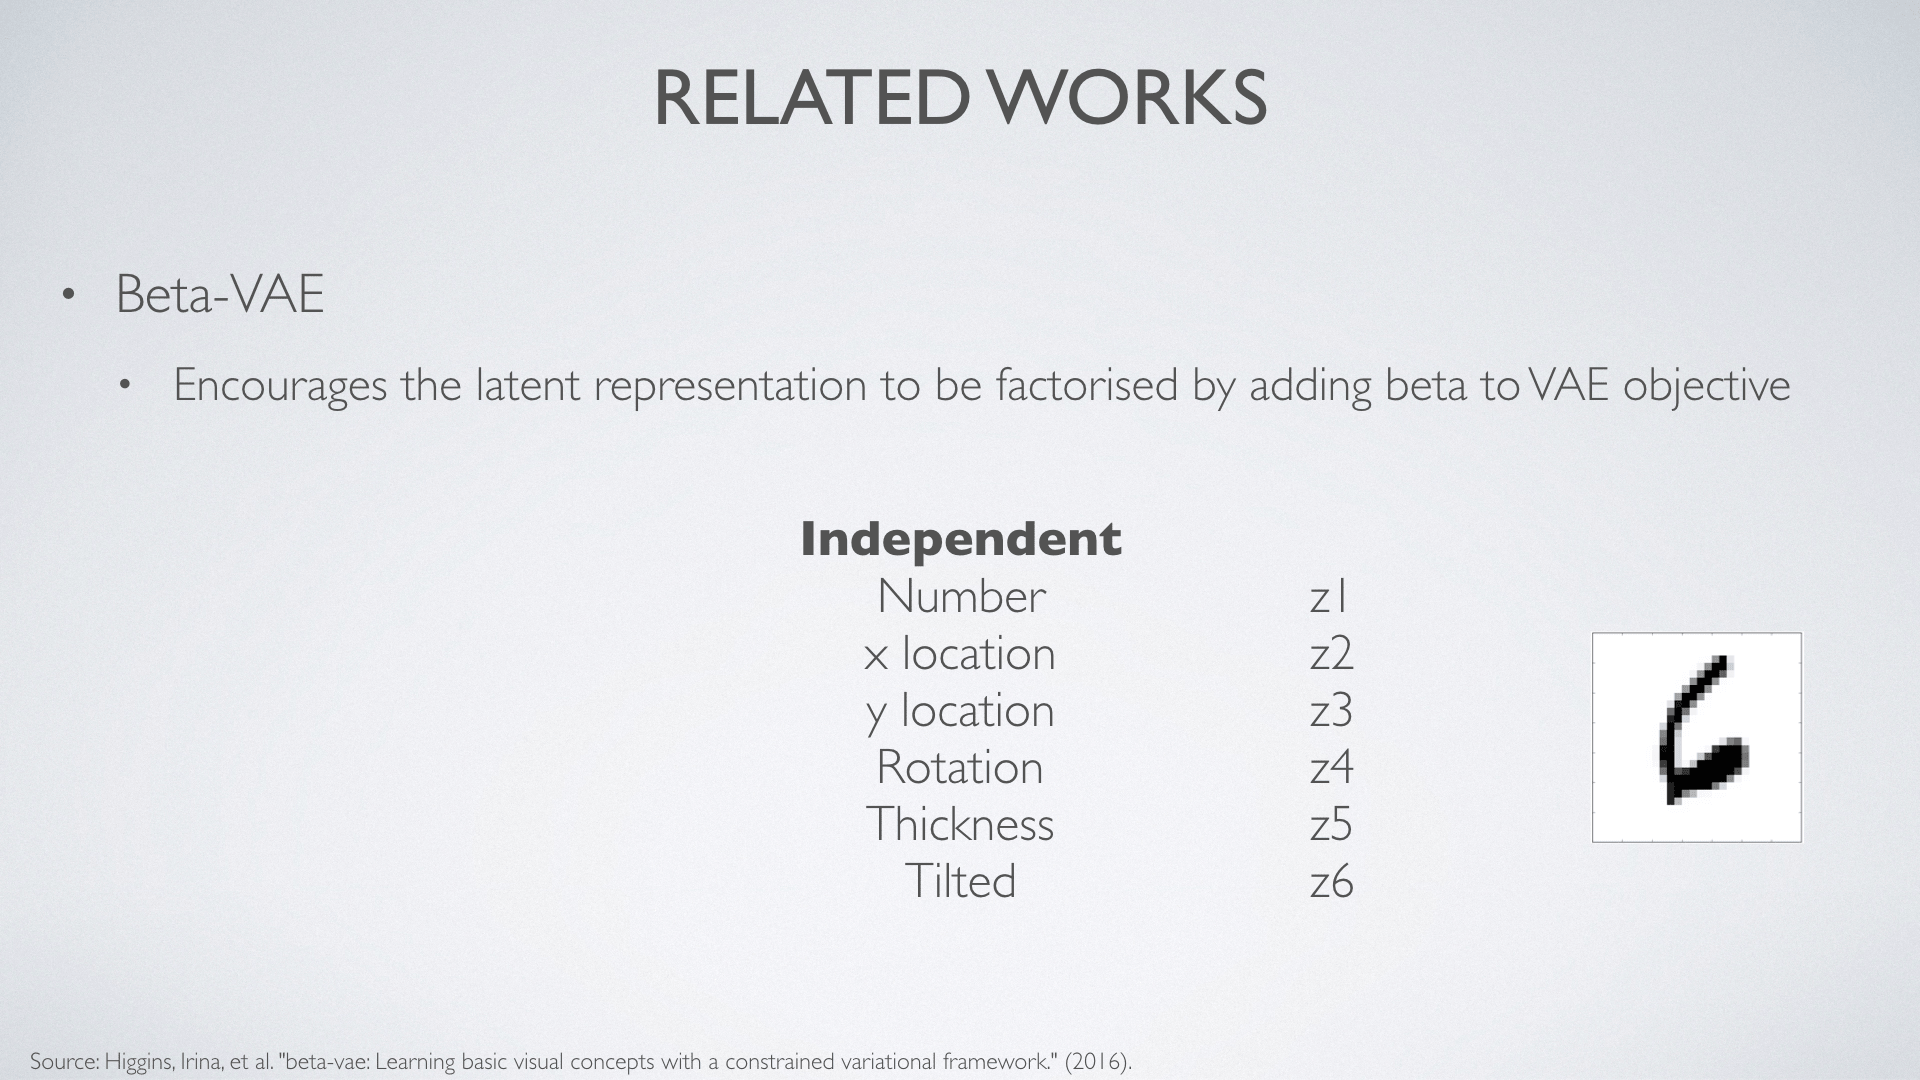 RELATED WORKS
• Beta-VAE
• Encourages the latent representation to be factorised by adding beta to VAE objective
Independent
Number z1
x location z2
y location z3
Rotation z4
Thickness z5
Tilted z6
6
Source: Higgins, Irina, et al. "beta-vae: Learning basic visual concepts with a constrained variational framework." (2016).